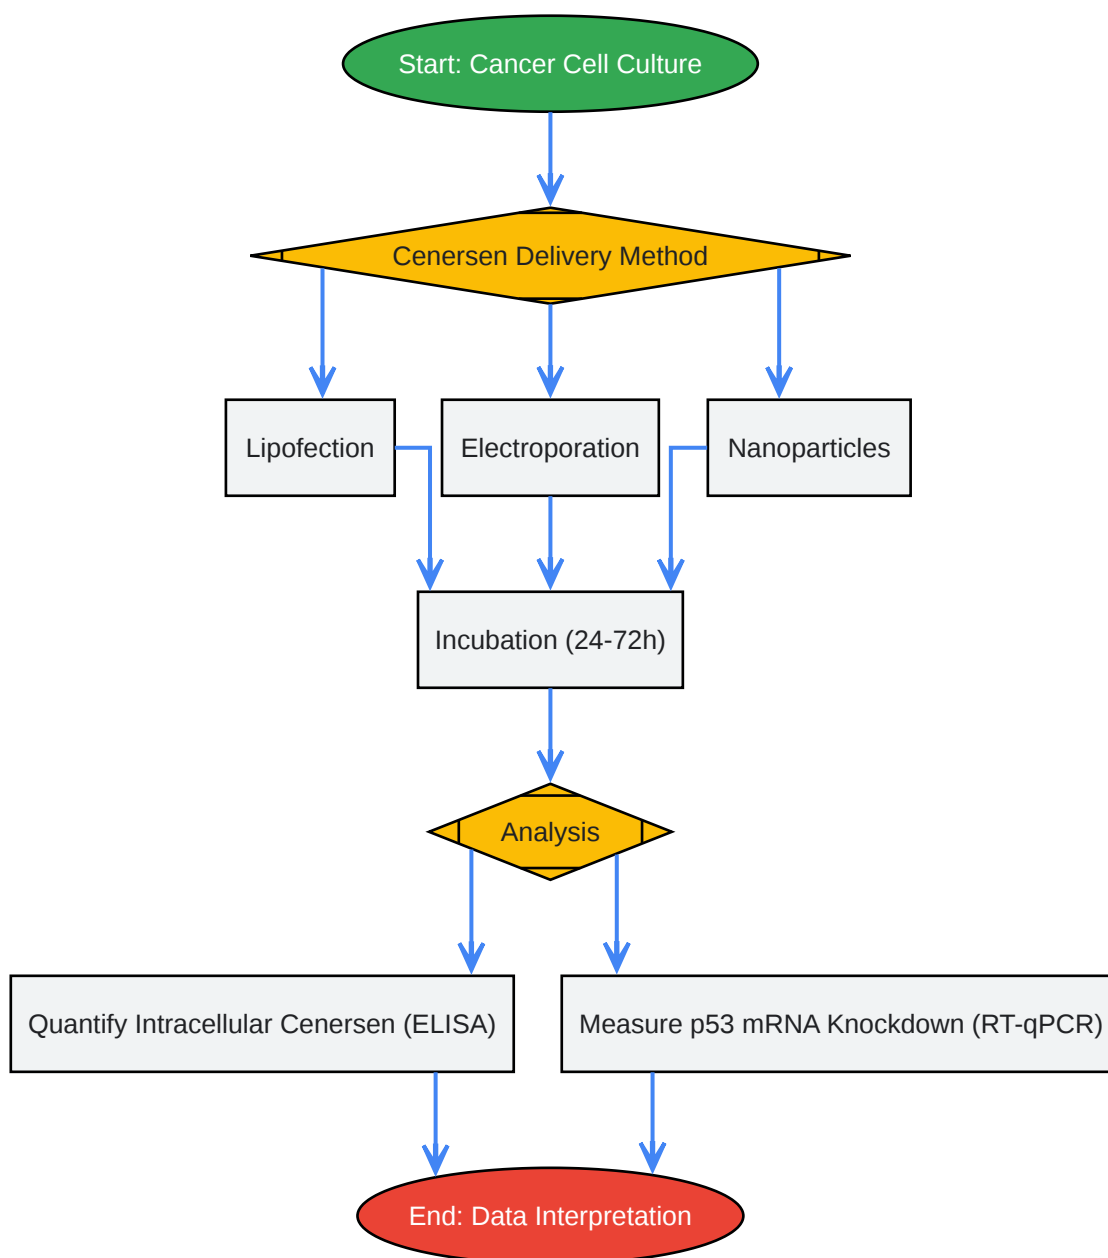 Start: Cancer Cell Culture
Cenersen Delivery Method
Lipofection
Electroporation
Nanoparticles
Incubation (24-72h)
Analysis
Quantify Intracellular Cenersen (ELISA)
Measure p53 mRNA Knockdown (RT-qPCR)
End: Data Interpretation